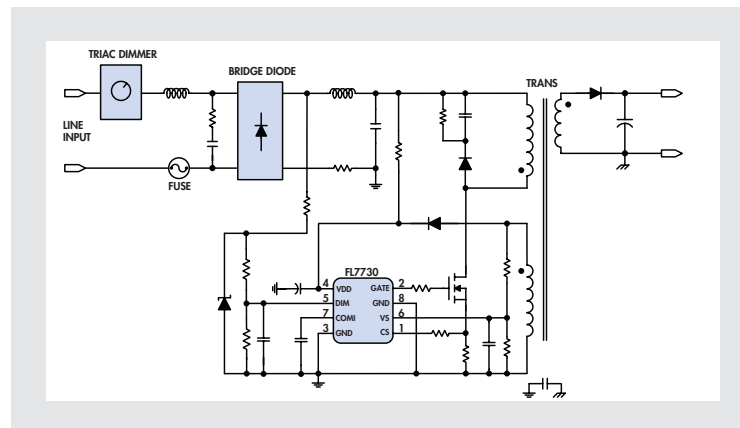 TRIAC DIMMER
BRIDGE DIODE
TRANS
LINE
INPUT
FUSE
FL7730
4 VDD GATE 2
5 DIM GND 8
7 COMI VS 6
3 GND CS 1